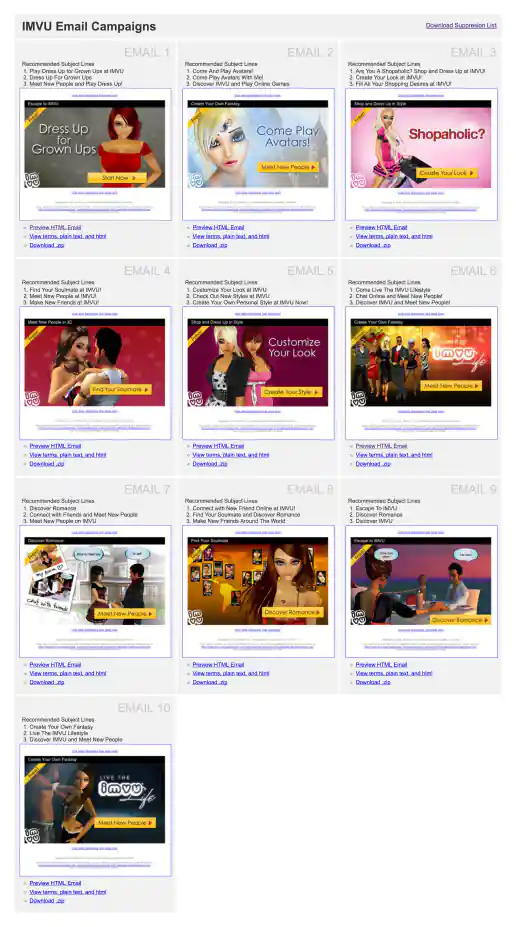 IMVU Email Campaigns
Download Suppresion List
EMAIL 1
Recommended Subject Lines
1. Play Dress Up for Grown Ups at IMVU
2. Dress Up For Grown Ups
3. Meet New People and Play Dress Up!
Escape to IMVU
Dress Up
for
Grown Ups
Start Now
imvu
Preview HTML Email
View terms, plain text, and html
Download .zip
EMAIL 2
Recommended Subject Lines
1. Come And Play Avatars!
2. Come Play Avatars With Me!
3. Discover IMVU and Play Online Games
Create Your Own Fantasy
Come Play
Avatars!
Meet New People
imvu
Preview HTML Email
View terms, plain text, and html
Download .zip
EMAIL 3
Recommended Subject Lines
1. Are You A Shopaholic? Shop and Dress Up at IMVU!
2. Create Your Look at IMVU!
3. Fill All Your Shopping Desires at IMVU!
Shop and Dress Up in Style
Shopaholic?
Create Your Look
imvu
Preview HTML Email
View terms, plain text, and html
Download .zip
EMAIL 4
Recommended Subject Lines
1. Find Your Soulmate at IMVU!
2. Meet New People at IMVU!
3. Make New Friends at IMVU!
Meet New People in 3D
Find Your Soulmate
imvu
Preview HTML Email
View terms, plain text, and html
Download .zip
EMAIL 5
Recommended Subject Lines
1. Customize Your Look at IMVU
2. Check Out New Styles at IMVU
3. Create Your Own Personal Style at IMVU Now!
Shop and Dress Up in Style
Customize
Your Look
Create Your Style
imvu
Preview HTML Email
View terms, plain text, and html
Download .zip
EMAIL 6
Recommended Subject Lines
1. Come Live The IMVU Lifestyle
2. Chat Online and Meet New People!
3. Discover IMVU and Meet New People!
Create Your Own Fantasy
imvu
Life
Meet New People
imvu
Preview HTML Email
View terms, plain text, and html
Download .zip
EMAIL 7
Recommended Subject Lines
1. Discover Romance
2. Connect with Friends and Meet New People
3. Meet New People on IMVU
Discover Romance
chat with friends
Meet New People
imvu
Preview HTML Email
View terms, plain text, and html
Download .zip
EMAIL 8
Recommended Subject Lines
1. Connect with New Friend Online at IMVU!
2. Find Your Soulmate and Discover Romance
3. Make New Friends Around The World
Find Your Soulmate
Discover Romance
imvu
Preview HTML Email
View terms, plain text, and html
Download .zip
EMAIL 9
Recommended Subject Lines
1. Escape To IMVU
2. Discover Romance
3. Discover IMVU
Escape to IMVU
Discover Romance
imvu
Preview HTML Email
View terms, plain text, and html
Download .zip
EMAIL 10
Recommended Subject Lines
1. Create Your Own Fantasy
2. Live The IMVU Lifestyle
3. Discover IMVU and Meet New People
Create Your Own Fantasy
LIVE THE
imvu
Life
Meet New People
imvu
Preview HTML Email
View terms, plain text, and html
Download .zip